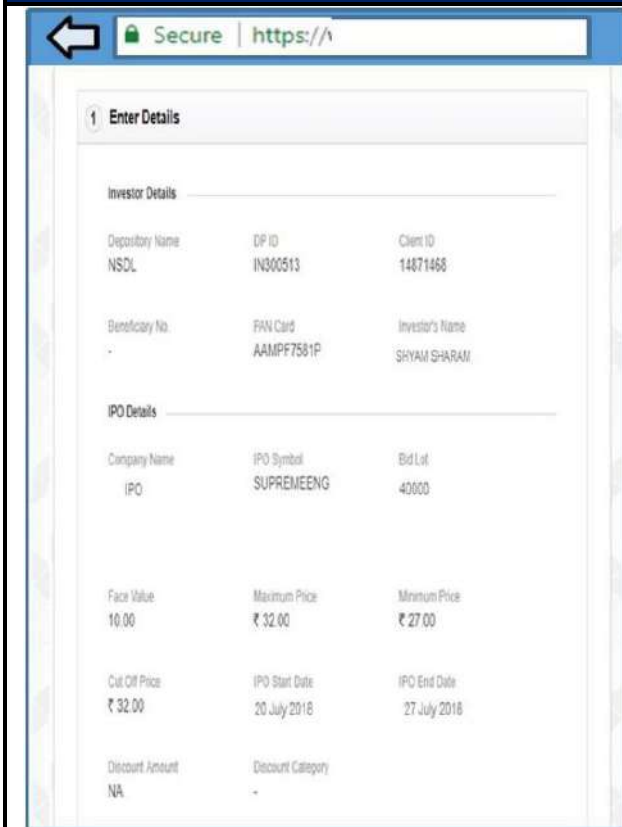 Secure | https://
1 Enter Details
Investor Details
Depository Name DP ID Client ID
NSDL IN300513 14871468
Beneficiary No. PAN Card Investor's Name
- AAMPF7581P SHYAM SHARAM
IPO Details
Company Name IPO Symbol Bid Lot
IPO SUPREMEENG 40000
Face Value Maximum Price Minimum Price
10.00 ₹ 32.00 ₹ 27.00
Cut Off Price IPO Start Date IPO End Date
₹ 32.00 20 July 2018 27 July 2018
Discount Amount Discount Category
NA -